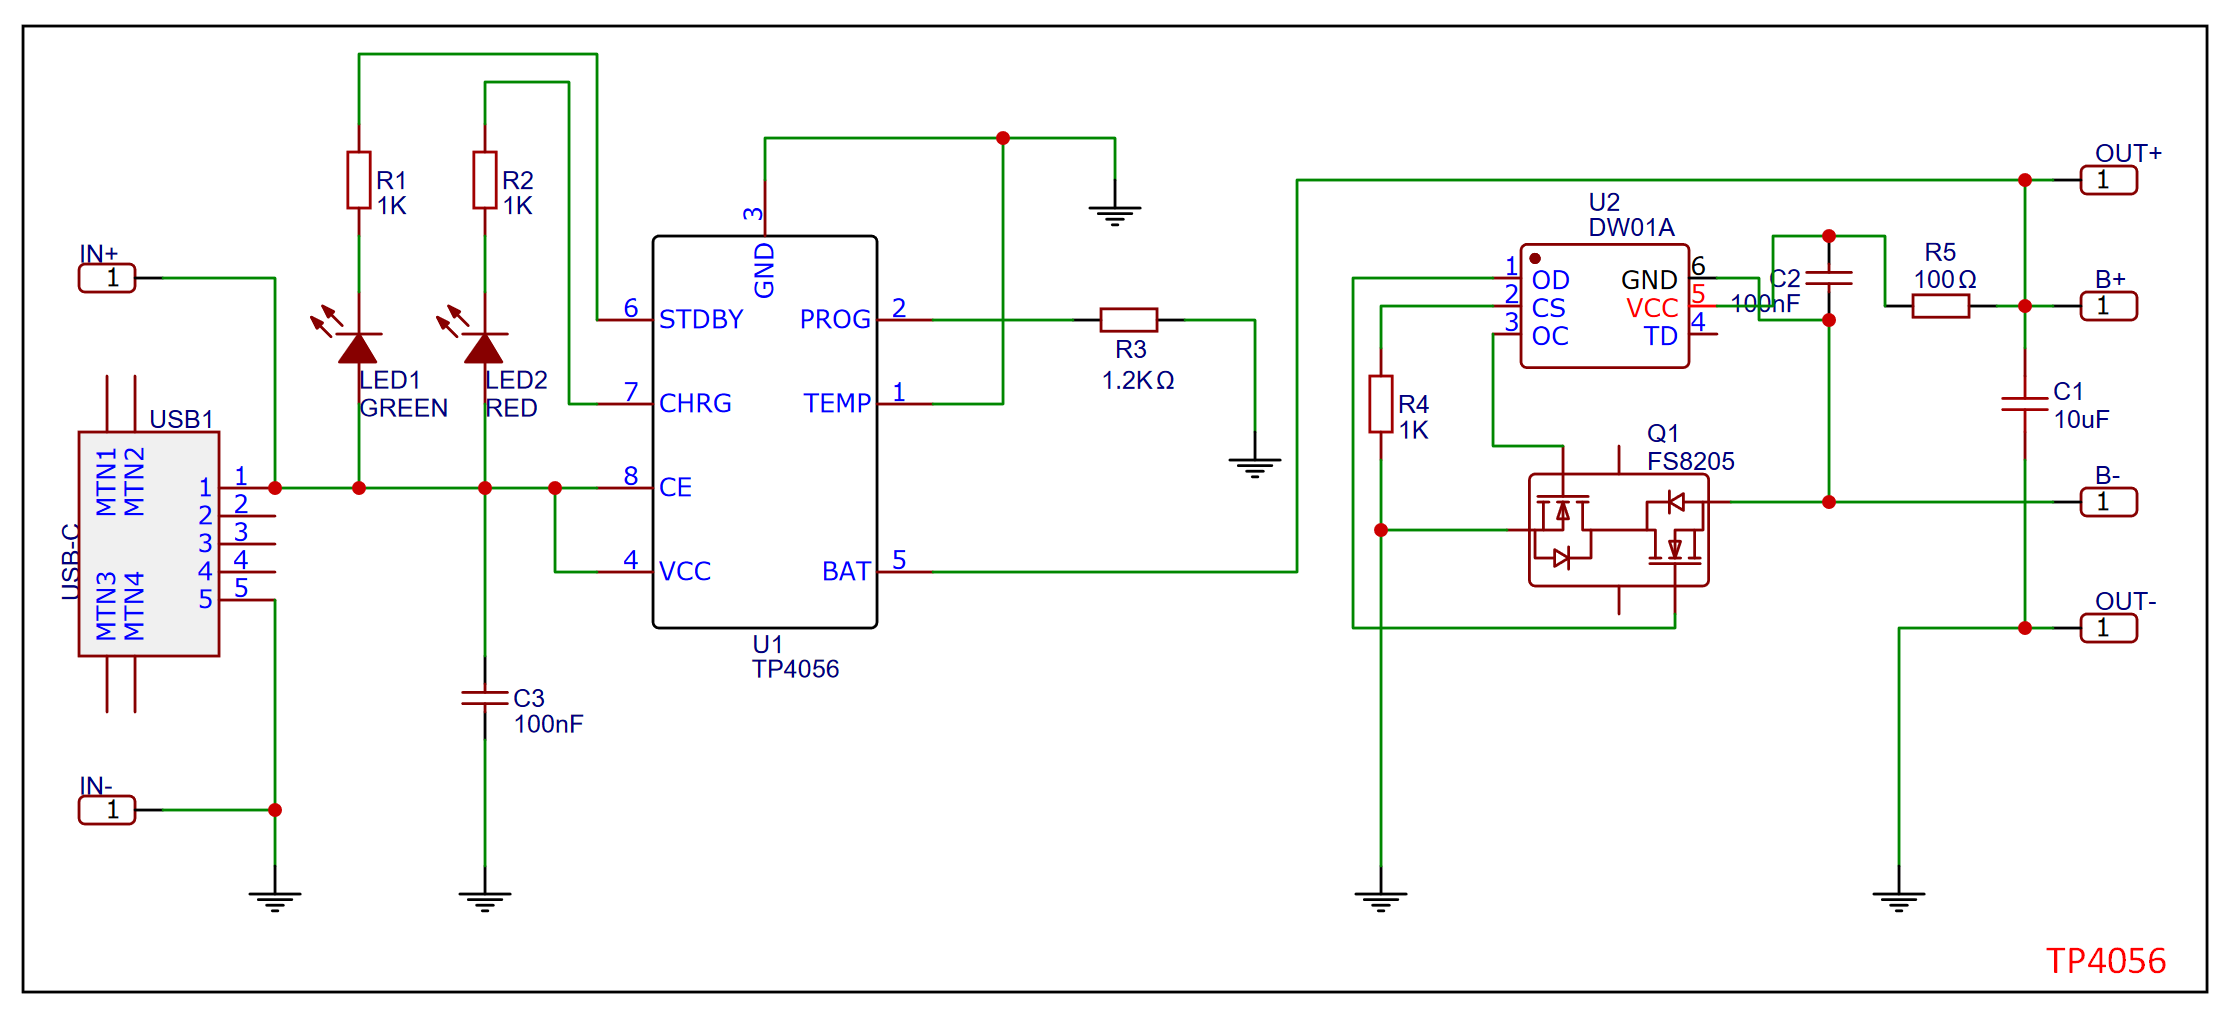 IN+
1
R1
1K
R2
1K
LED1
GREEN
LED2
RED
USB1
USB-C
MTN1
MTN2
MTN3
MTN4
1 1
2 2
3 3
4 4
5 5
IN-
1
C3
100nF
3
GND
6 STDBY
7 CHRG
8 CE
4 VCC
PROG 2
TEMP 1
BAT 5
U1
TP4056
R3
1.2KΩ
U2
DW01A
1 OD
2 CS
3 OC
GND 6
VCC 5
TD 4
C2
100nF
R5
100Ω
R4
1K
Q1
FS8205
OUT+
1
B+
1
C1
10uF
B-
1
OUT-
1
TP4056